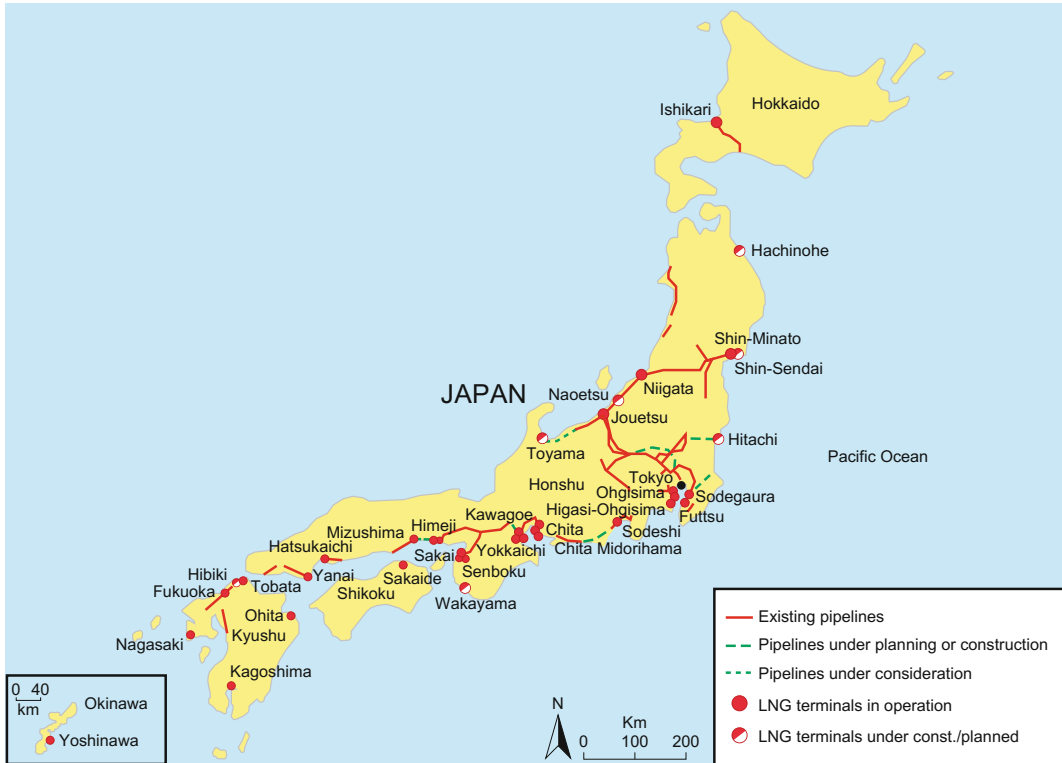 Hokkaido
Ishikari
Hachinohe
Shin-Minato
Shin-Sendai
JAPAN
Naoetsu
Niigata
Jouetsu
Toyama
Hitachi
Pacific Ocean
Honshu
Tokyo
Ohgisima
Sodegaura
Higasi-Ohgisima
Futtsu
Kawagoe
Sodeshi
Himeji
Chita
Mizushima
Chita Midorihama
Hatsukaichi
Sakai
Yokkaichi
Hibiki
Yanai
Sakaide
Senboku
Tobata
Fukuoka
Shikoku
Wakayama
Ohita
Nagasaki
Kyushu
Kagoshima
0 40
km
Okinawa
Yoshinawa
N
Km
0 100 200
Existing pipelines
Pipelines under planning or construction
Pipelines under consideration
LNG terminals in operation
LNG terminals under const./planned